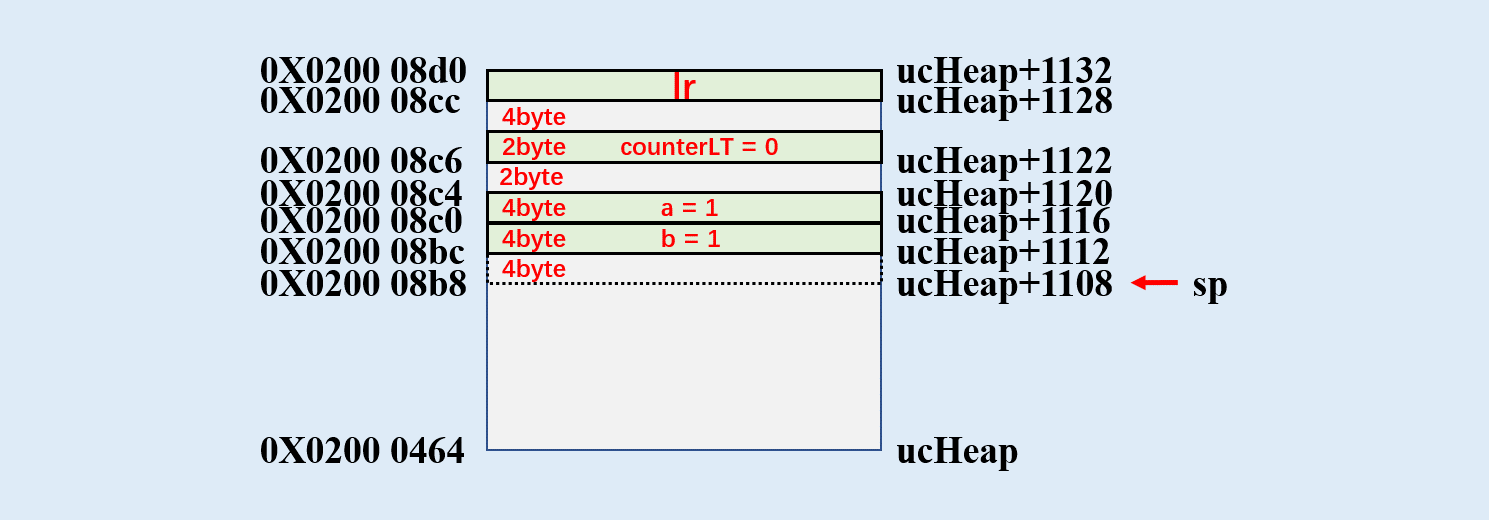 0X0200 08d0 lr ucHeap+1132
0X0200 08cc ucHeap+1128
4byte
2byte counterLT = 0
0X0200 08c6 ucHeap+1122
2byte
0X0200 08c4 ucHeap+1120
4byte a = 1
0X0200 08c0 ucHeap+1116
4byte b = 1
0X0200 08bc ucHeap+1112
4byte
0X0200 08b8 ucHeap+1108 sp
0X0200 0464 ucHeap